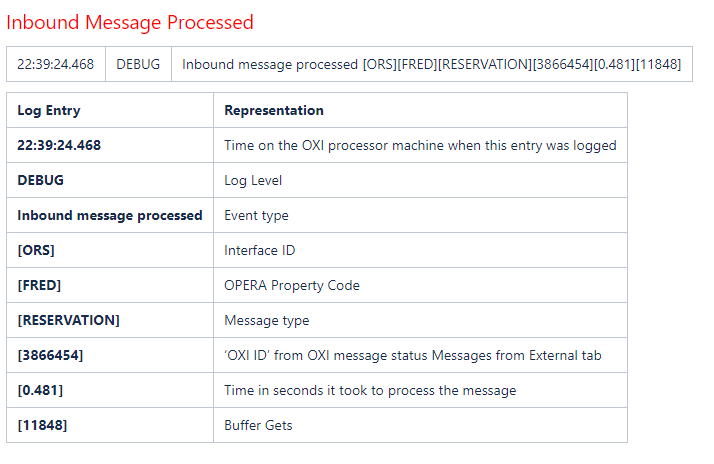 Inbound Message Processed
22:39:24.468 DEBUG Inbound message processed [ORS][FRED][RESERVATION][3866454][0.481][11848]
Log Entry Representation
22:39:24.468 Time on the OXI processor machine when this entry was logged
DEBUG Log Level
Inbound message processed Event type
[ORS] Interface ID
[FRED] OPERA Property Code
[RESERVATION] Message type
[3866454] ‘OXI ID’ from OXI message status Messages from External tab
[0.481] Time in seconds it took to process the message
[11848] Buffer Gets